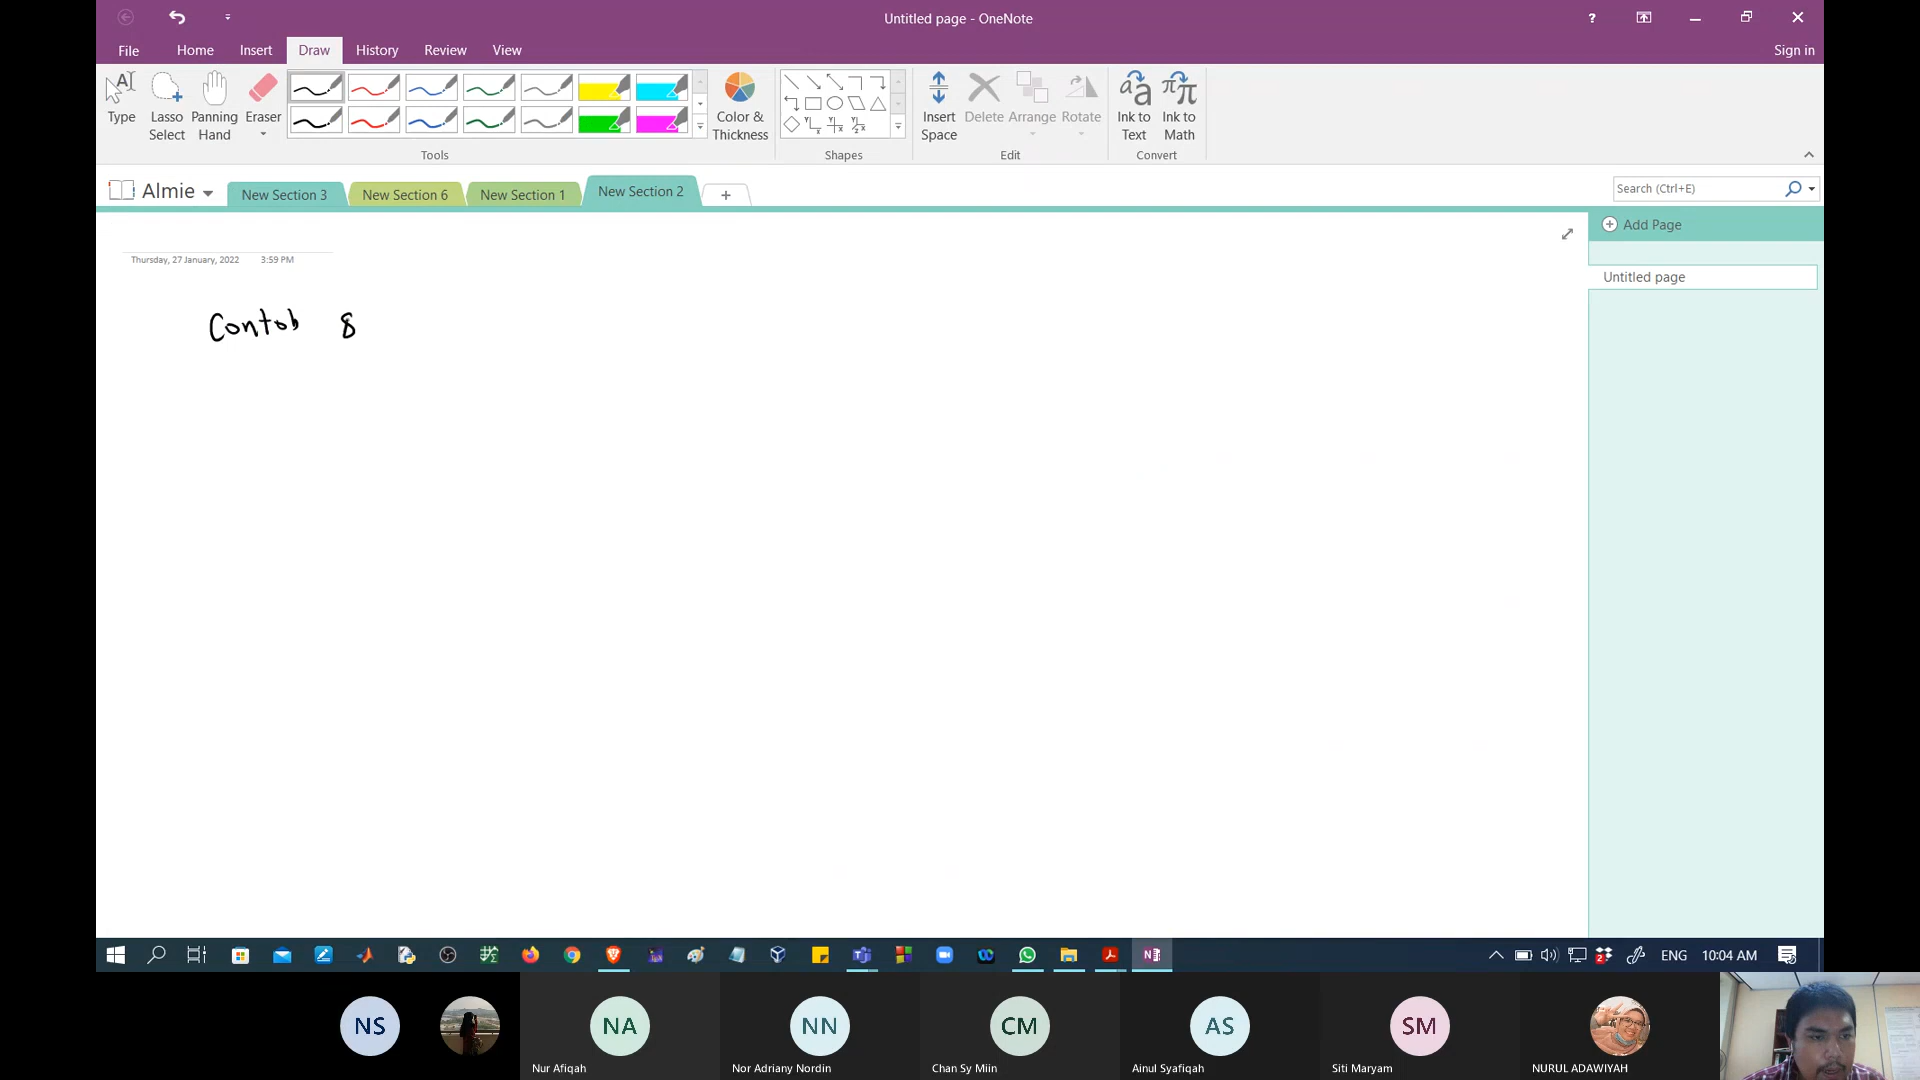 Untitled page - OneNote
?
File Home Insert Draw History Review View
Sign in
Type
Lasso Select
Panning Hand
Eraser
Color & Thickness
Insert Space
Delete
Arrange
Rotate
Ink to Text
Ink to Math
Tools
Shapes
Edit
Convert
Almie
New Section 3
New Section 6
New Section 1
New Section 2
+
Search (Ctrl+E)
Add Page
Untitled page
Thursday, 27 January, 2022 3:59 PM
Contoh 8
ENG 10:04 AM
NS
NA
NN
CM
AS
SM
Nur Afiqah
Nor Adriany Nordin
Chan Sy Miin
Ainul Syafiqah
Siti Maryam
NURUL ADAWIYAH